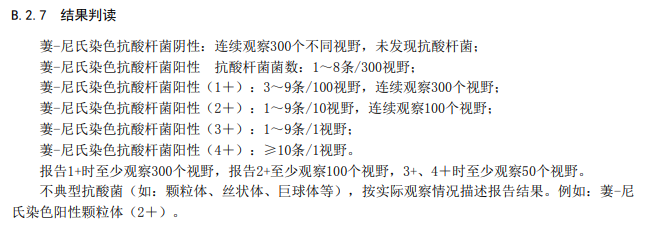 B.2.7 结果判读
萋-尼氏染色抗酸杆菌阴性：连续观察300个不同视野，未发现抗酸杆菌；
萋-尼氏染色抗酸杆菌阳性 抗酸杆菌菌数：1～8条/300视野；
萋-尼氏染色抗酸杆菌阳性（1＋）：3～9条/100视野，连续观察300个视野；
萋-尼氏染色抗酸杆菌阳性（2＋）：1～9条/10视野，连续观察100个视野；
萋-尼氏染色抗酸杆菌阳性（3＋）：1～9条/1视野；
萋-尼氏染色抗酸杆菌阳性（4＋）：≥10条/1视野。
报告1+时至少观察300个视野，报告2+至少观察100个视野，3+、4＋时至少观察50个视野。
不典型抗酸菌（如：颗粒体、丝状体、巨球体等），按实际观察情况描述报告结果。例如：萋-尼
氏染色阳性颗粒体（2＋）。